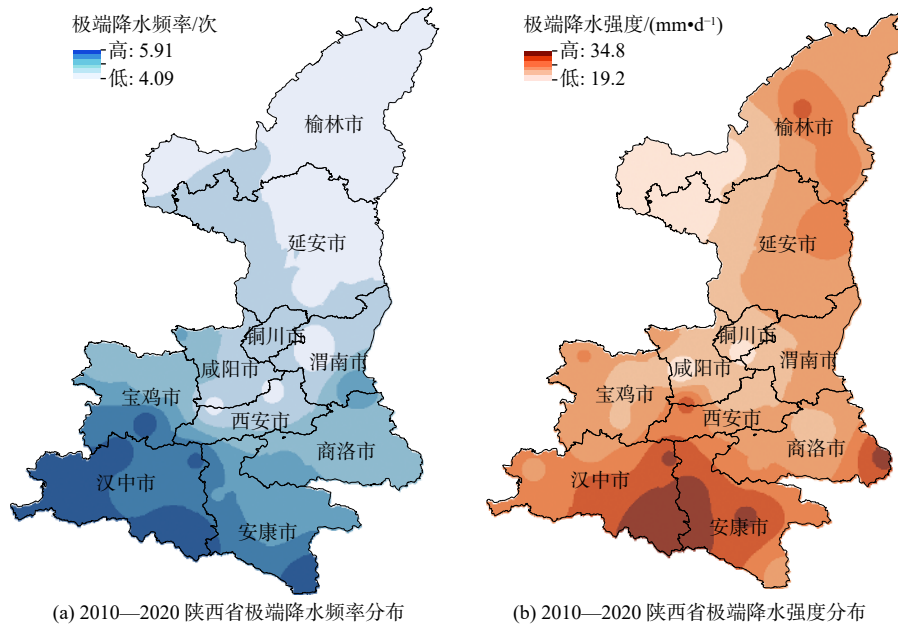 极端降水频率/次
高: 5.91
低: 4.09
榆林市
延安市
铜川市
咸阳市
渭南市
宝鸡市
西安市
商洛市
汉中市
安康市
(a) 2010—2020 陕西省极端降水频率分布
极端降水强度/(mm•d⁻¹)
高: 34.8
低: 19.2
榆林市
延安市
铜川市
咸阳市
渭南市
宝鸡市
西安市
商洛市
汉中市
安康市
(b) 2010—2020 陕西省极端降水强度分布